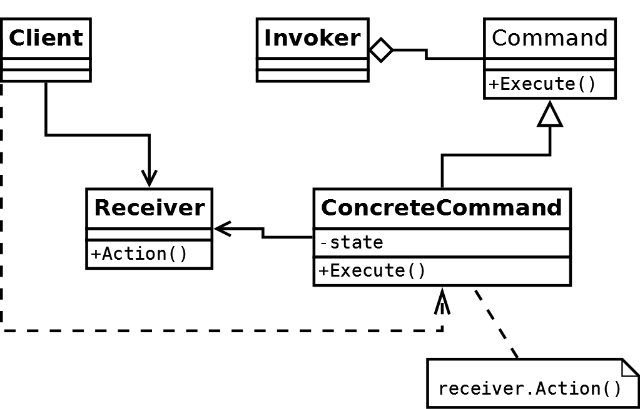 Client
Invoker
Command
+Execute()
Receiver
+Action()
ConcreteCommand
-state
+Execute()
receiver.Action()